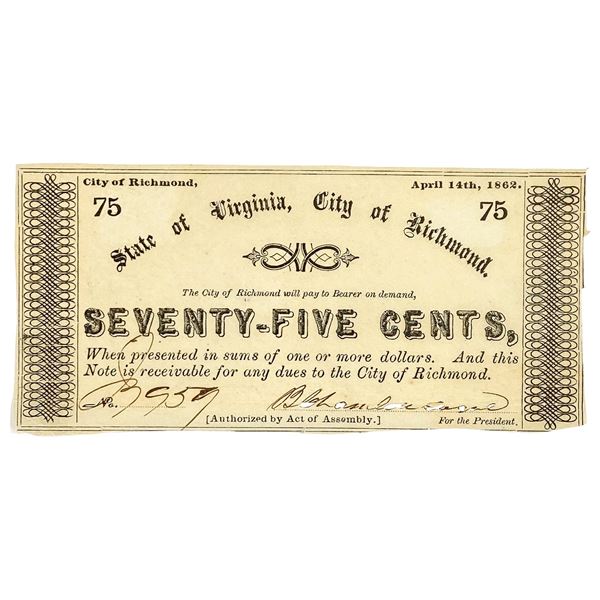 City of Richmond, April 14th, 1862.
75 75
State of Virginia, City of Richmond.
The City of Richmond will pay to Bearer on demand,
SEVENTY-FIVE CENTS,
When presented in sums of one or more dollars. And this
Note is receivable for any dues to the City of Richmond.
No. 3959
[Authorized by Act of Assembly.] For the President.